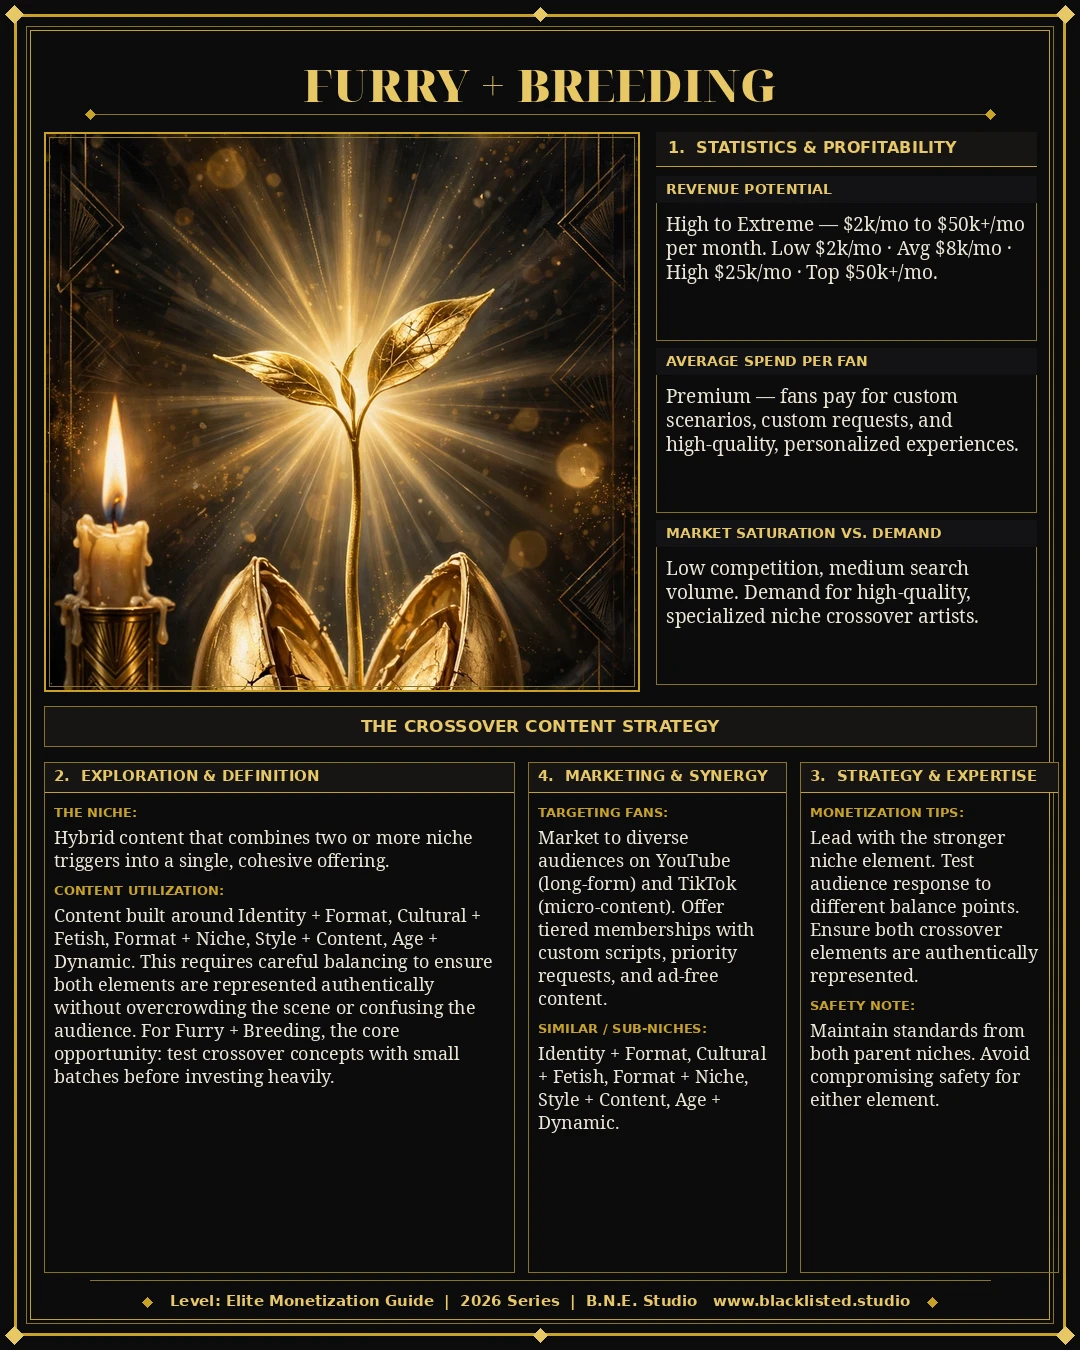 FURRY + BREEDING
1. STATISTICS & PROFITABILITY
REVENUE POTENTIAL
High to Extreme — $2k/mo to $50k+/mo
per month. Low $2k/mo · Avg $8k/mo ·
High $25k/mo · Top $50k+/mo.
AVERAGE SPEND PER FAN
Premium — fans pay for custom
scenarios, custom requests, and
high-quality, personalized experiences.
MARKET SATURATION VS. DEMAND
Low competition, medium search
volume. Demand for high-quality,
specialized niche crossover artists.
THE CROSSOVER CONTENT STRATEGY
2. EXPLORATION & DEFINITION
THE NICHE:
Hybrid content that combines two or more niche
triggers into a single, cohesive offering.
CONTENT UTILIZATION:
Content built around Identity + Format, Cultural +
Fetish, Format + Niche, Style + Content, Age +
Dynamic. This requires careful balancing to ensure
both elements are represented authentically
without overcrowding the scene or confusing the
audience. For Furry + Breeding, the core
opportunity: test crossover concepts with small
batches before investing heavily.
4. MARKETING & SYNERGY
TARGETING FANS:
Market to diverse
audiences on YouTube
(long-form) and TikTok
(micro-content). Offer
tiered memberships with
custom scripts, priority
requests, and ad-free
content.
SIMILAR / SUB-NICHES:
Identity + Format, Cultural
+ Fetish, Format + Niche,
Style + Content, Age +
Dynamic.
3. STRATEGY & EXPERTISE
MONETIZATION TIPS:
Lead with the stronger
niche element. Test
audience response to
different balance points.
Ensure both crossover
elements are authentically
represented.
SAFETY NOTE:
Maintain standards from
both parent niches. Avoid
compromising safety for
either element.
Level: Elite Monetization Guide | 2026 Series | B.N.E. Studio www.blacklisted.studio